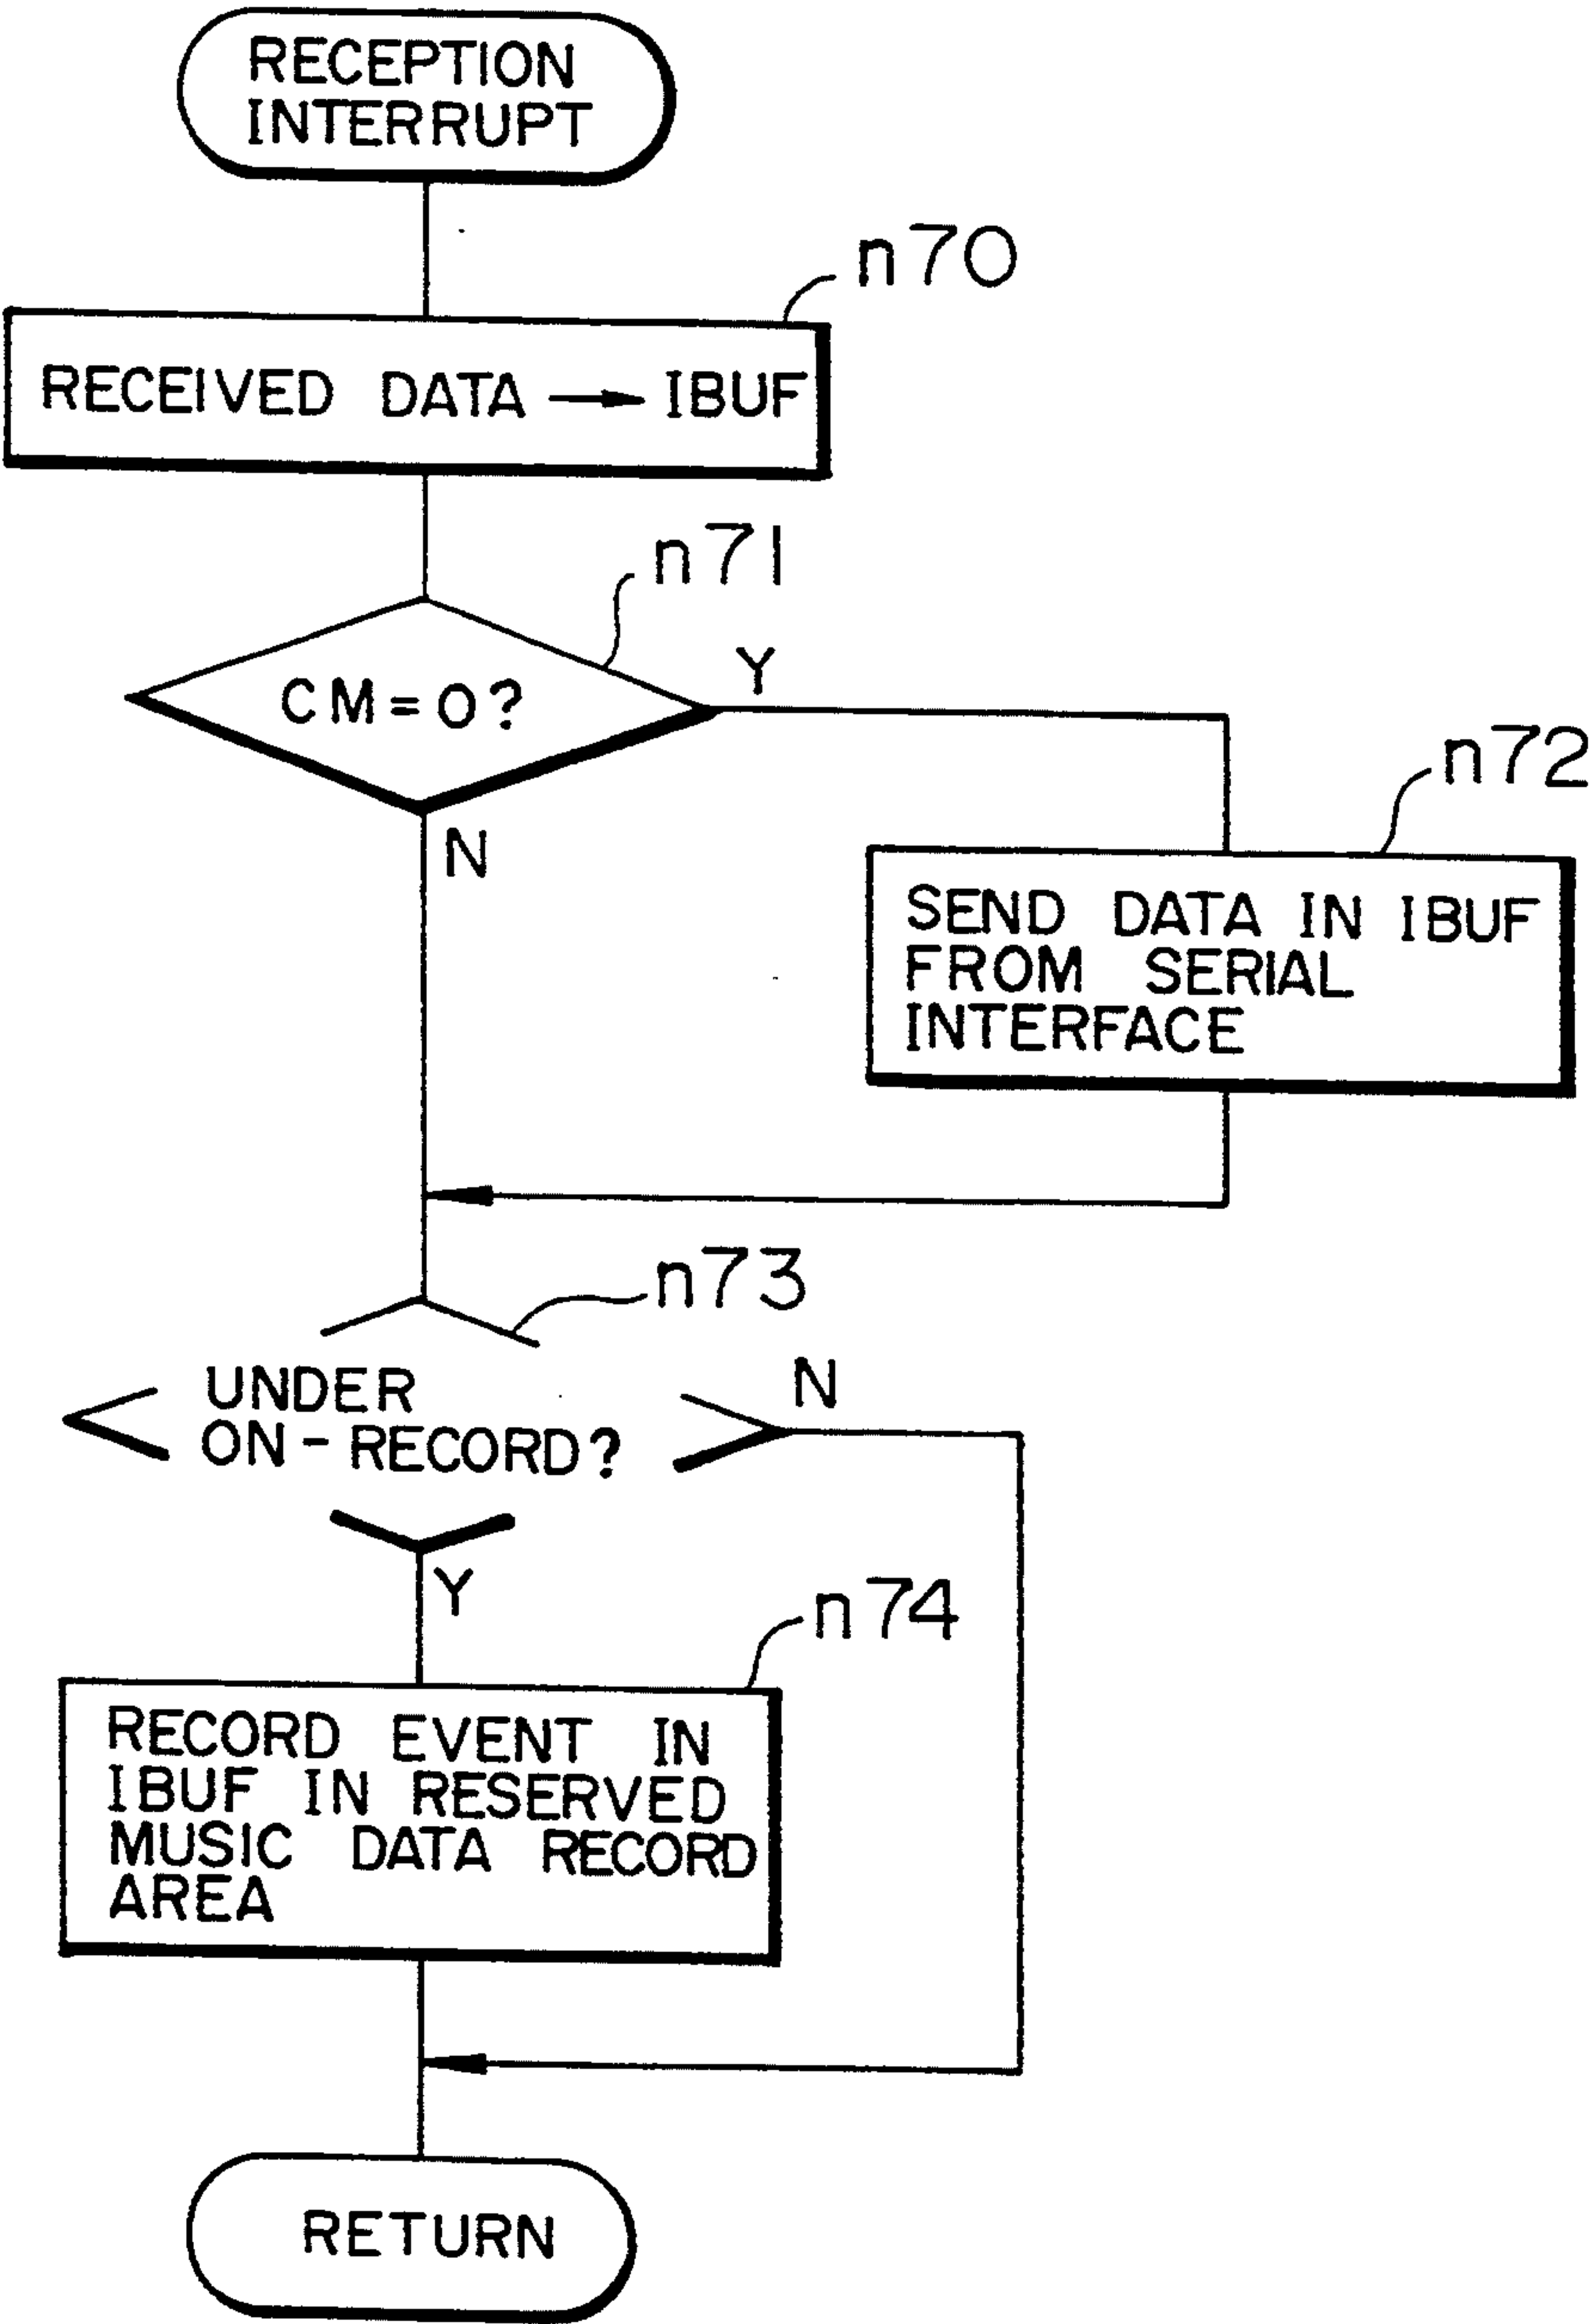 RECEPTION
INTERRUPT
n70
RECEIVED DATA → IBUF
n71
CM=0?
Y
N
n72
SEND DATA IN IBUF
FROM SERIAL
INTERFACE
n73
UNDER
ON-RECORD?
N
Y
n74
RECORD EVENT IN
IBUF IN RESERVED
MUSIC DATA RECORD
AREA
RETURN